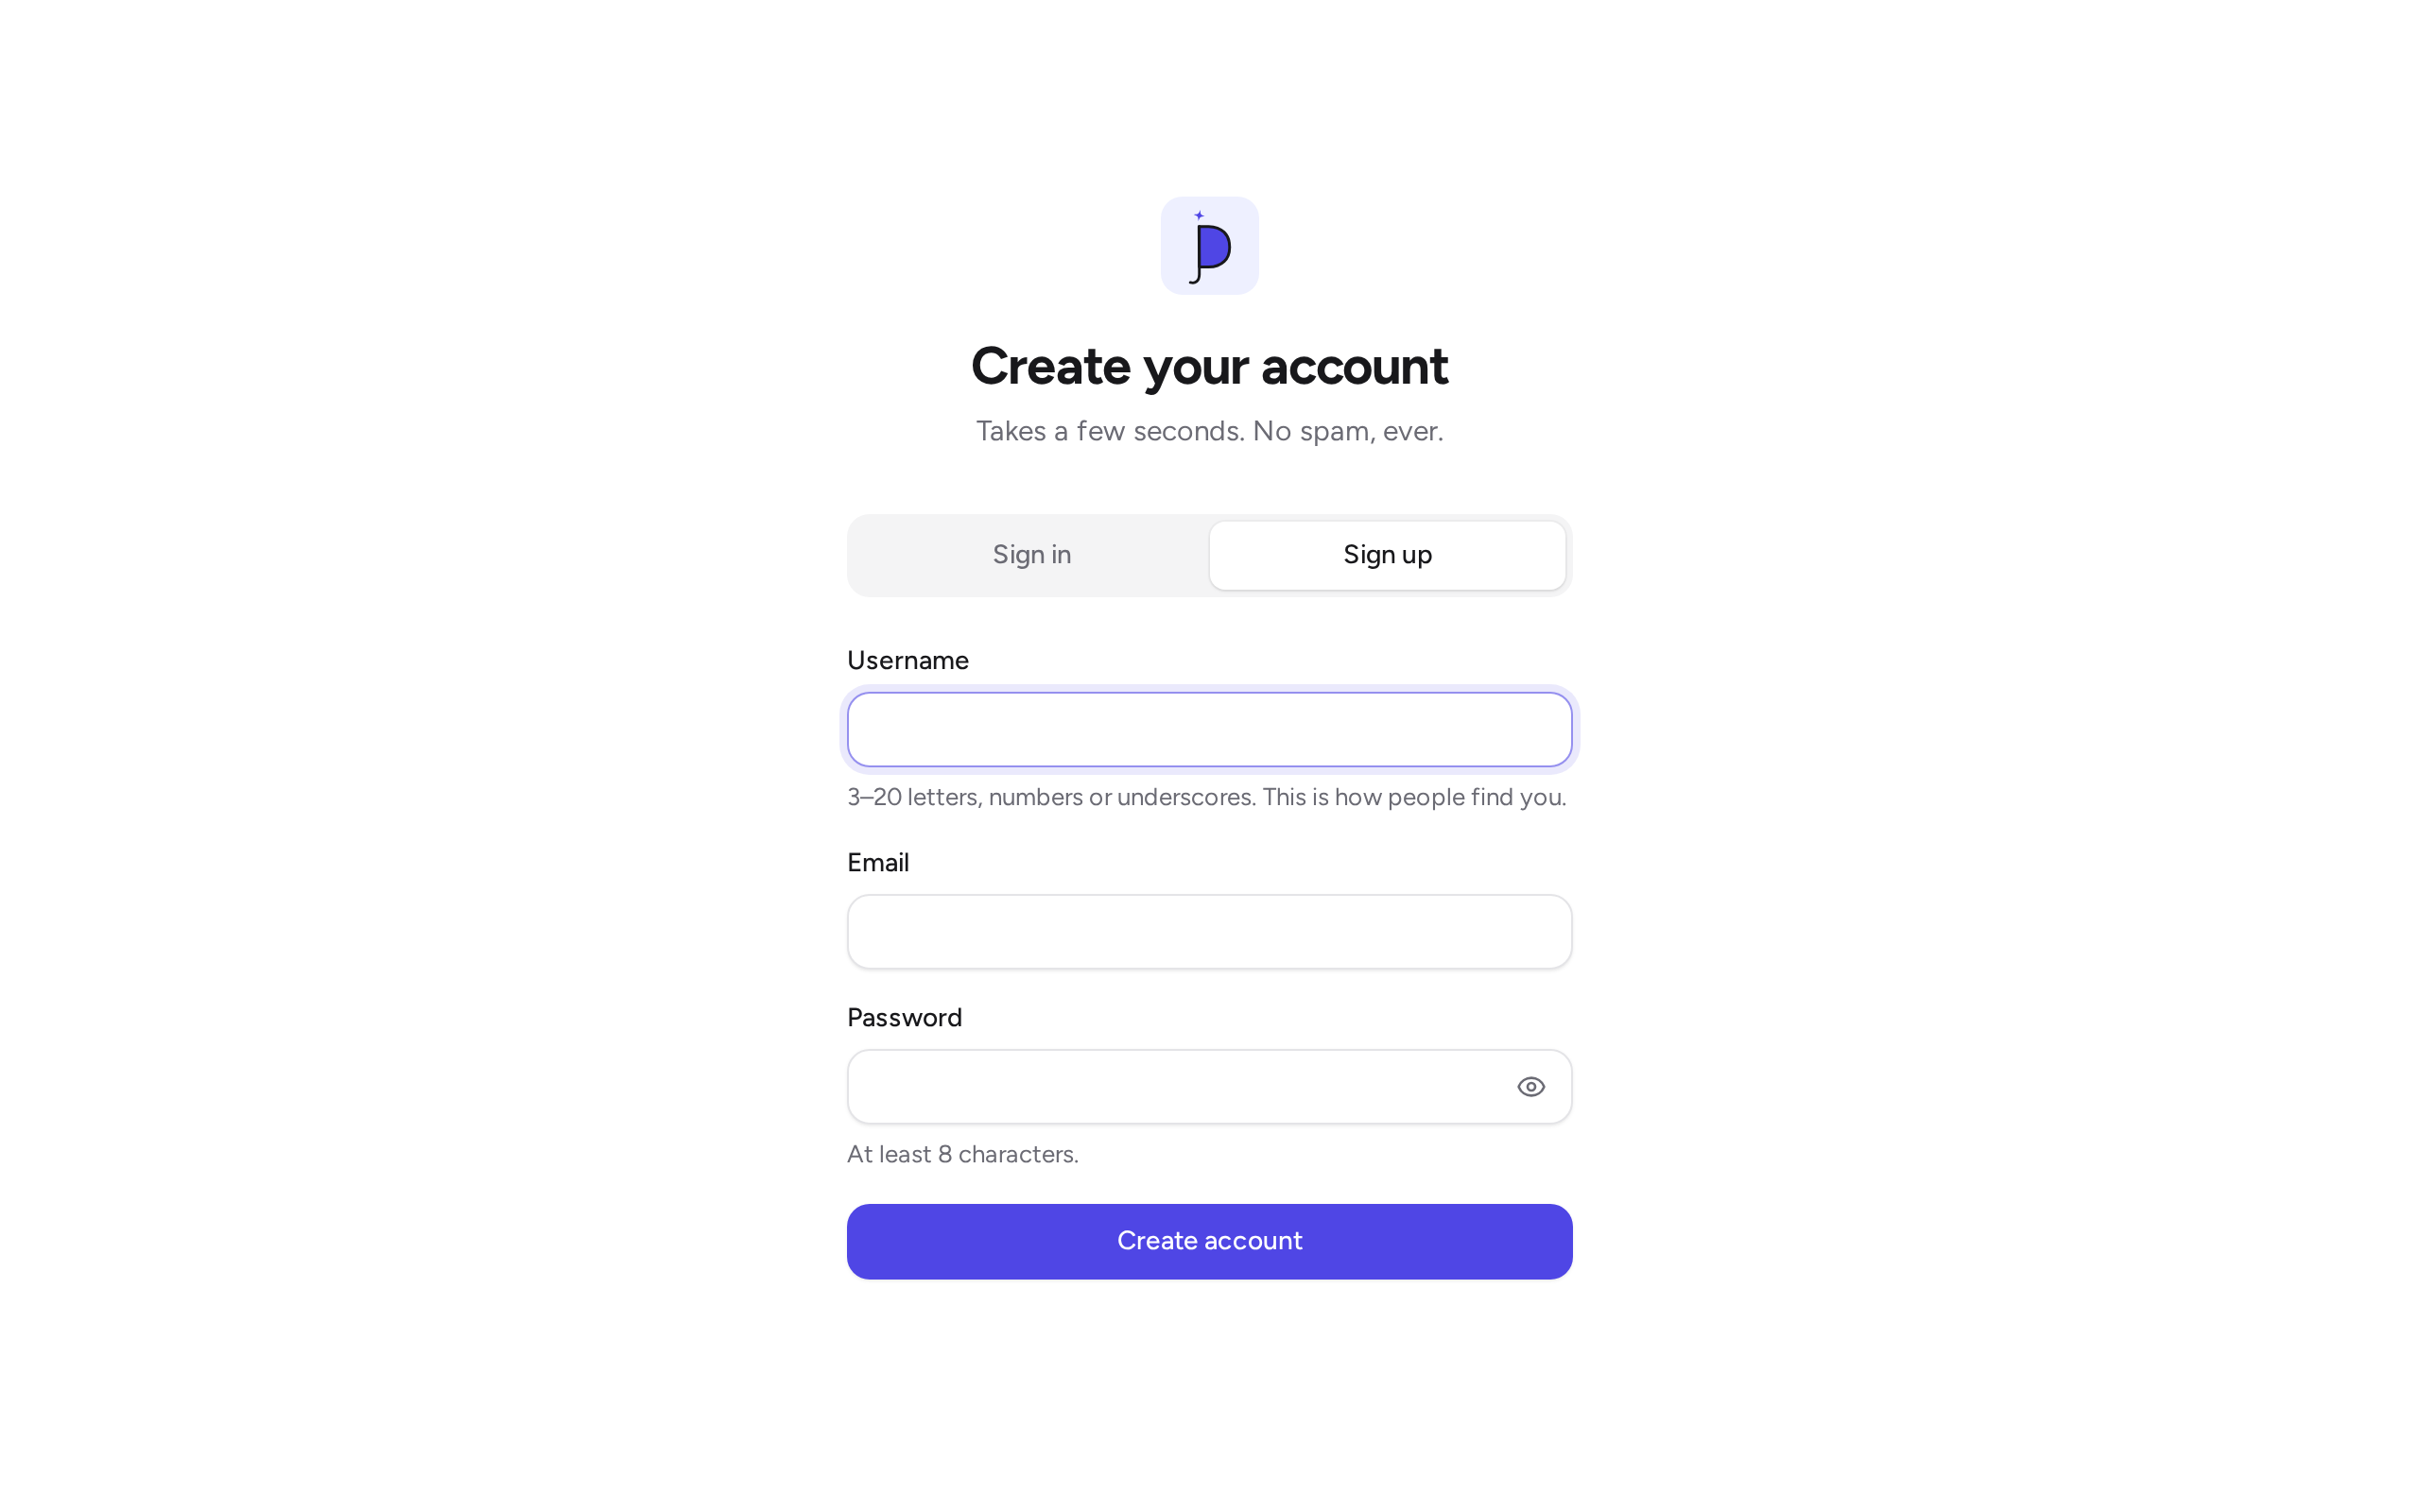 Create your account
Takes a few seconds. No spam, ever.
Sign in
Sign up
Username
3–20 letters, numbers or underscores. This is how people find you.
Email
Password
At least 8 characters.
Create account